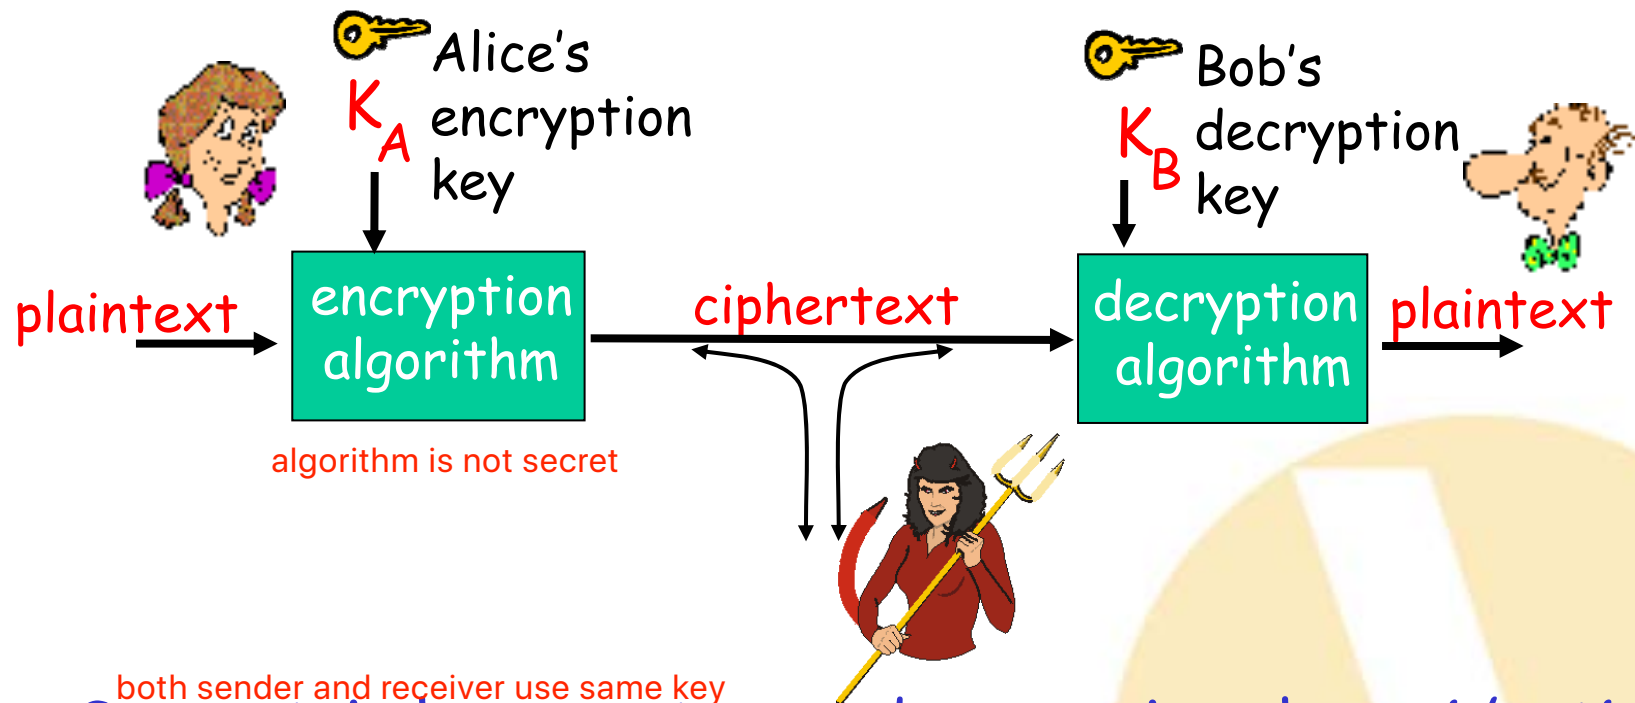 Alice's
encryption
key
K
A
Bob's
decryption
key
K
B
plaintext
encryption
algorithm
ciphertext
decryption
algorithm
plaintext
algorithm is not secret
both sender and receiver use same key